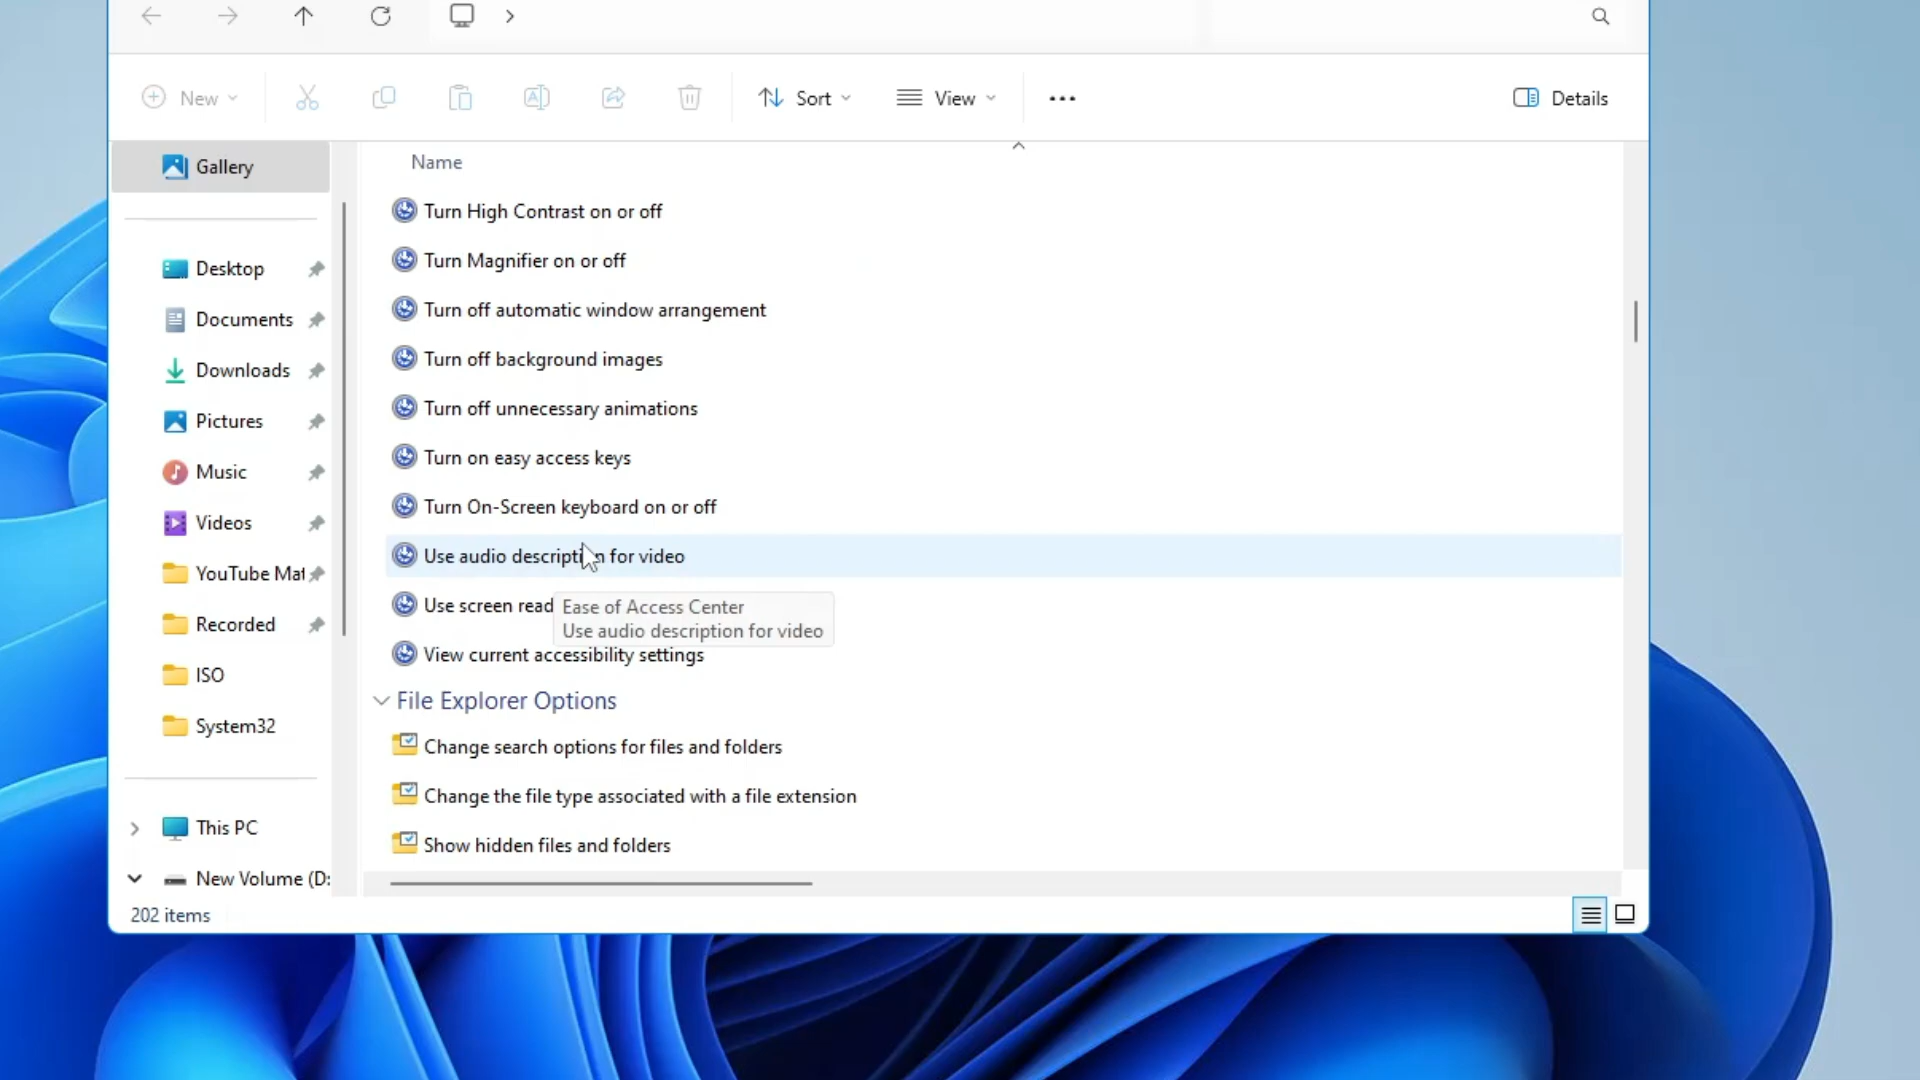 New
Sort
View
Details
Gallery
Desktop
Documents
Downloads
Pictures
Music
Videos
YouTube Mat
Recorded
ISO
System32
This PC
New Volume (D:
Name
Turn High Contrast on or off
Turn Magnifier on or off
Turn off automatic window arrangement
Turn off background images
Turn off unnecessary animations
Turn on easy access keys
Turn On-Screen keyboard on or off
Use audio description for video
Use screen read
Ease of Access Center
Use audio description for video
View current accessibility settings
File Explorer Options
Change search options for files and folders
Change the file type associated with a file extension
Show hidden files and folders
202 items